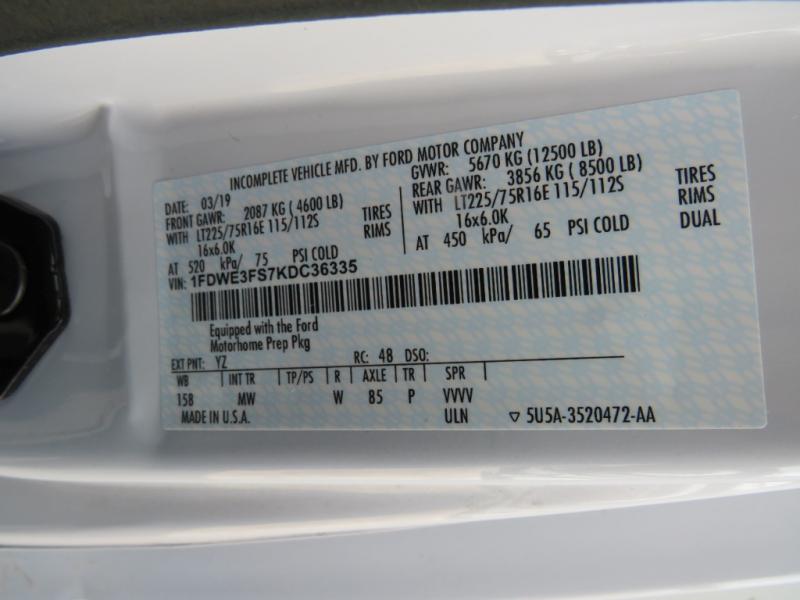 INCOMPLETE VEHICLE MFD. BY FORD MOTOR COMPANY
DATE: 03/19 GVWR: 5670 KG (12500 LB)
FRONT GAWR: 2087 KG ( 4600 LB) REAR GAWR: 3856 KG ( 8500 LB)
WITH LT225/75R16E 115/112S TIRES WITH LT225/75R16E 115/112S TIRES
16x6.0K RIMS 16x6.0K RIMS
AT 520 kPa/ 75 PSI COLD AT 450 kPa/ 65 PSI COLD DUAL
VIN: 1FDWE3FS7KDC36335
Equipped with the Ford
Motorhome Prep Pkg
EXT PNT: YZ RC: 48 DSO:
WB INT TR TP/PS R AXLE TR SPR
158 MW W 85 P VVVV
MADE IN U.S.A. ULN ▽ 5U5A-3520472-AA